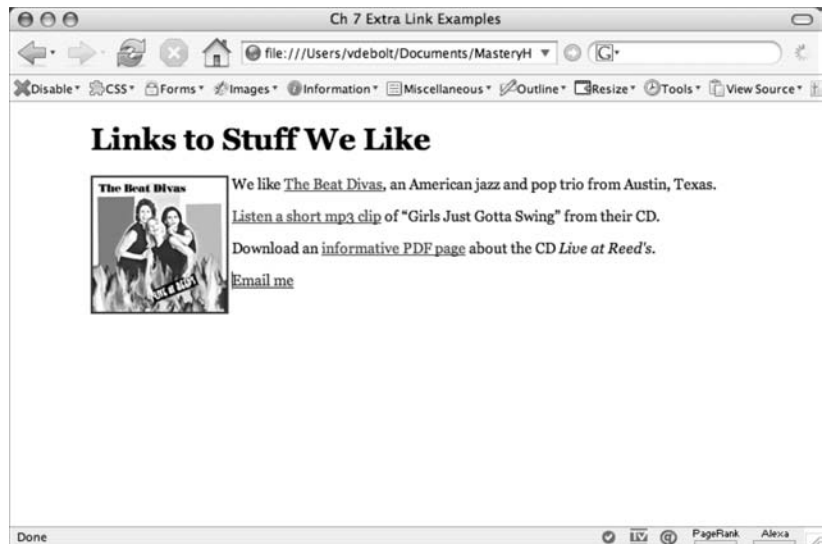 Ch 7 Extra Link Examples
file:///Users/vdebolt/Documents/MasteryH
G
Disable CSS Forms Images Information Miscellaneous Outline Resize Tools View Source
Links to Stuff We Like
The Beat Divas
LIVE at REED'S
We like The Beat Divas, an American jazz and pop trio from Austin, Texas.
Listen a short mp3 clip of “Girls Just Gotta Swing” from their CD.
Download an informative PDF page about the CD Live at Reed's.
Email me
Done PageRank Alexa